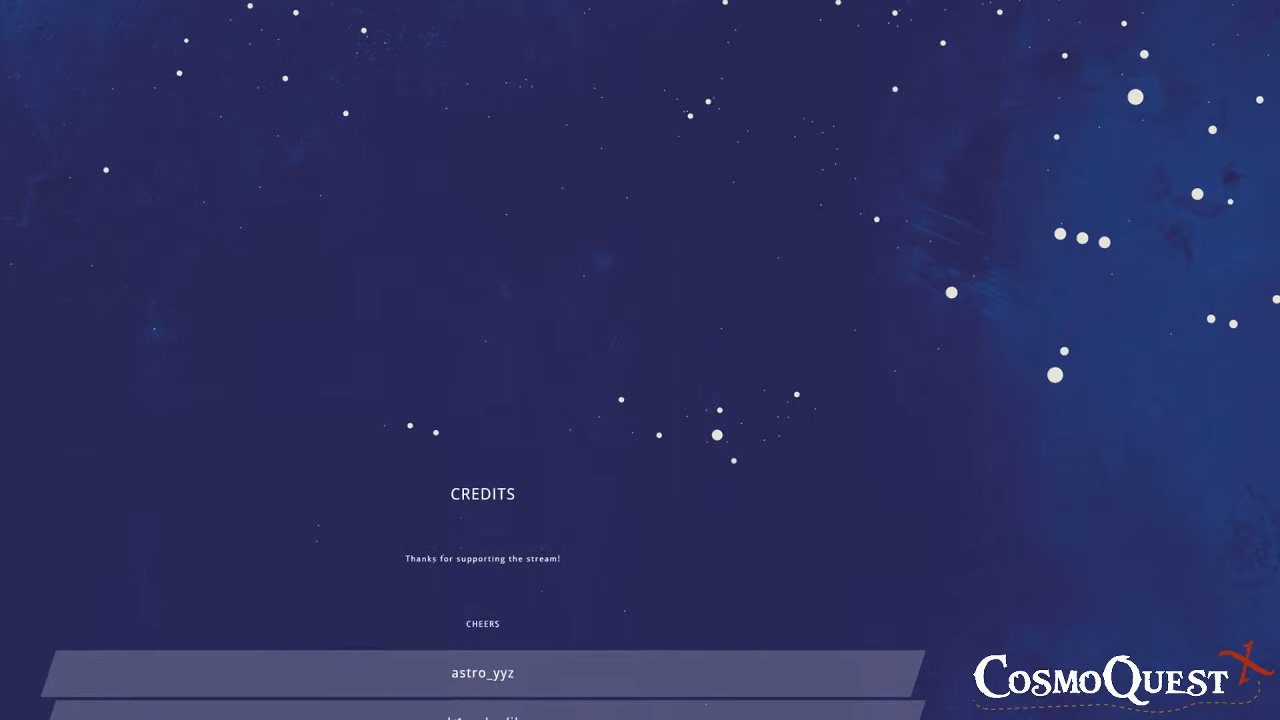 CREDITS
Thanks for supporting the stream!
CHEERS
astro_yyz
COSMOQUEST X